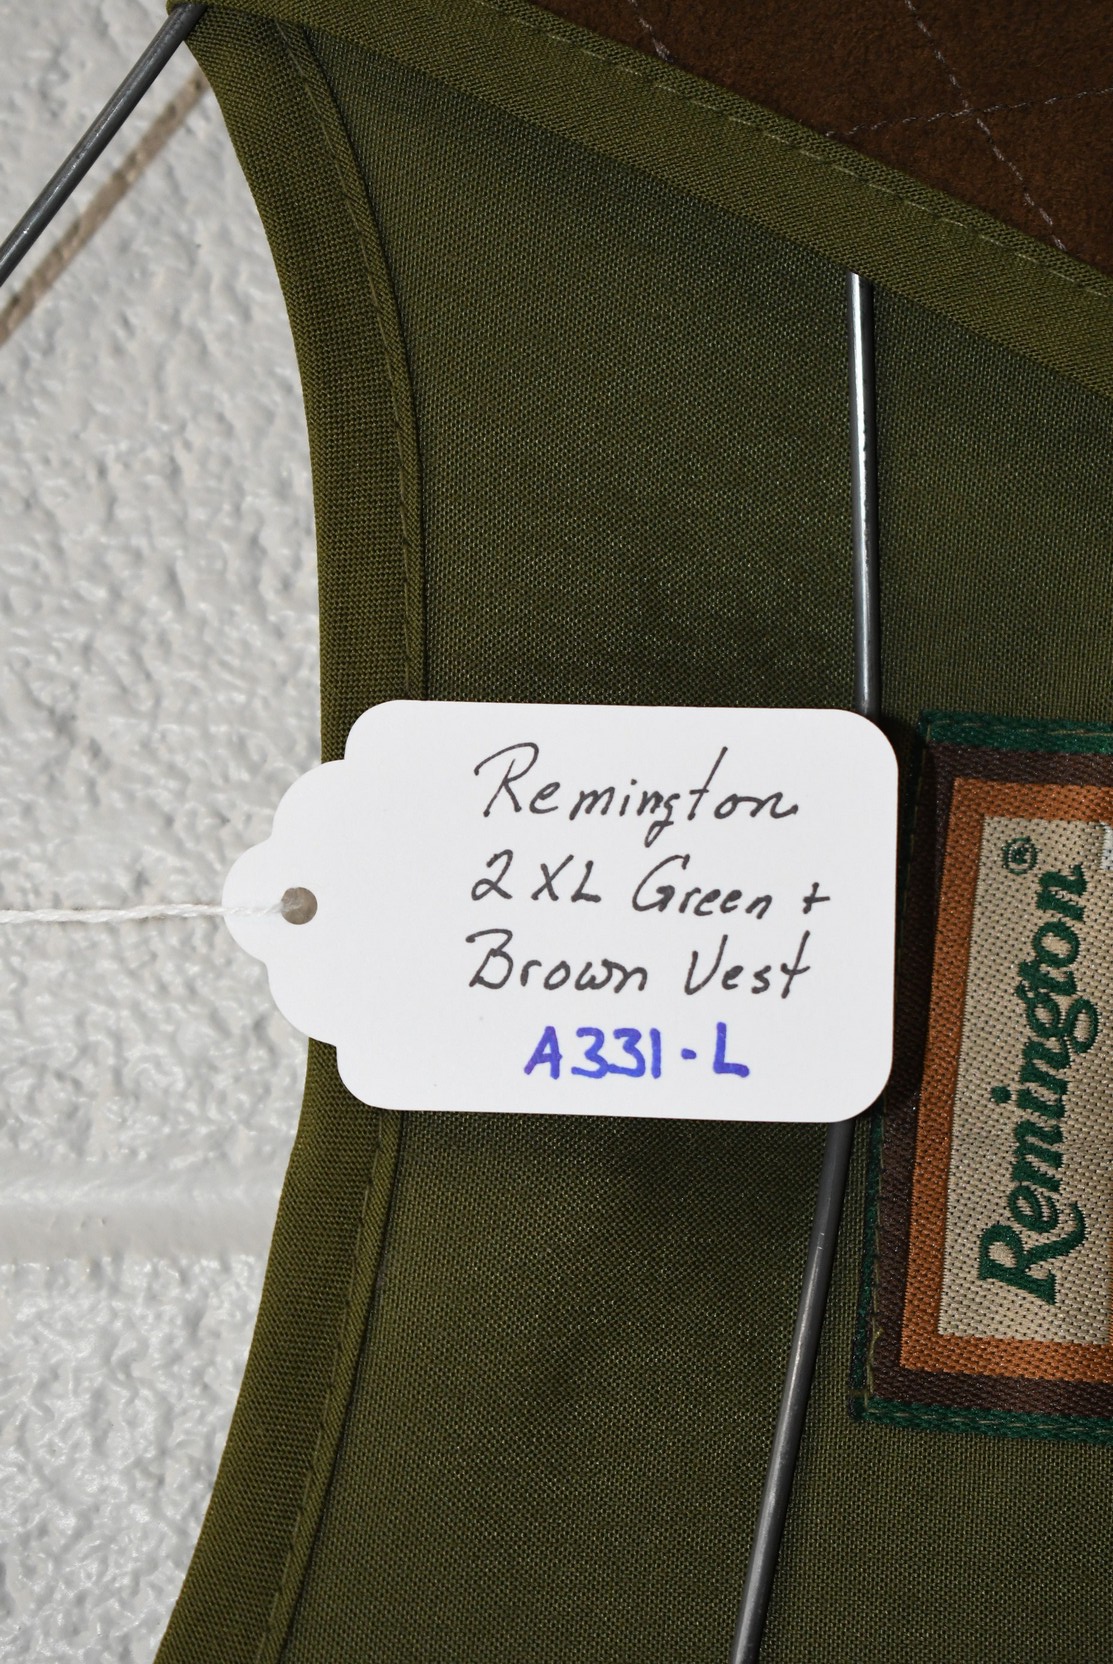 Remington
2XL Green +
Brown Vest
A331-L
Remington®